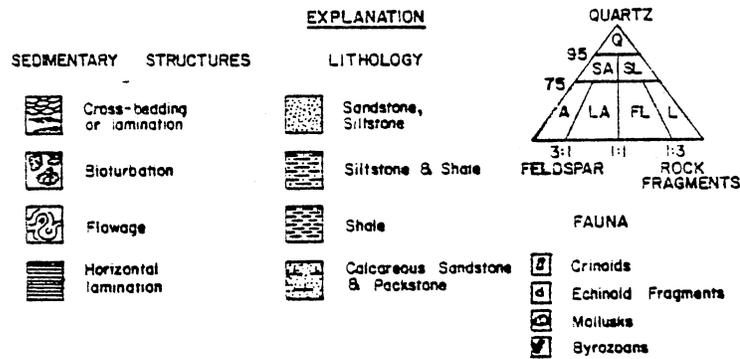 EXPLANATION
SEDIMENTARY STRUCTURES
Cross-bedding
or lamination
Bioturbation
Flowage
Horizontal
lamination
LITHOLOGY
Sandstone,
Siltstone
Siltstone & Shale
Shale
Calcareous Sandstone
& Packstone
QUARTZ
Q
95
SA SL
75
A LA FL L
3:1 1:1 1:3
FELDSPAR ROCK
FRAGMENTS
FAUNA
Crinoids
Echinoid Fragments
Mollusks
Byrozoans